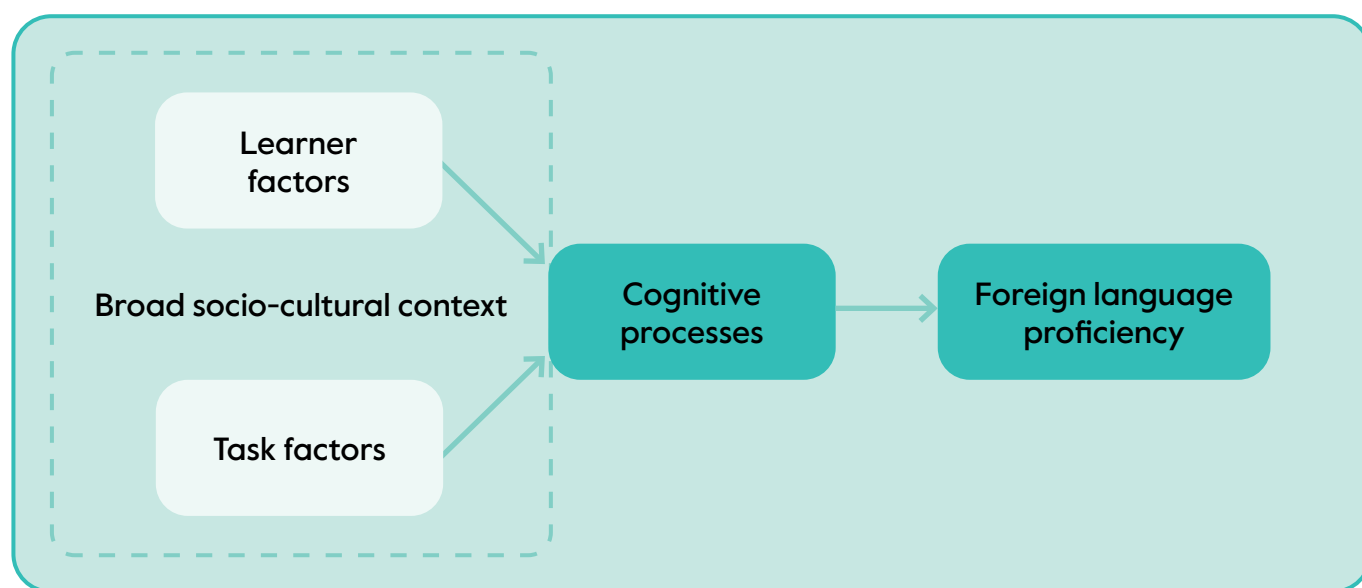 Learner
factors
Broad socio-cultural context
Task factors
Cognitive
processes
Foreign language
proficiency